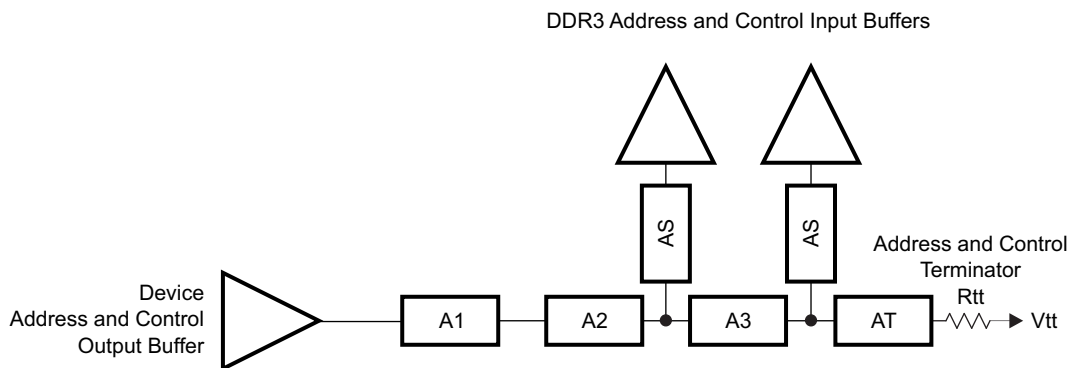 DDR3 Address and Control Input Buffers
AS
AS
Address and Control
Terminator
Rtt
Vtt
Device
Address and Control
Output Buffer
A1
A2
A3
AT